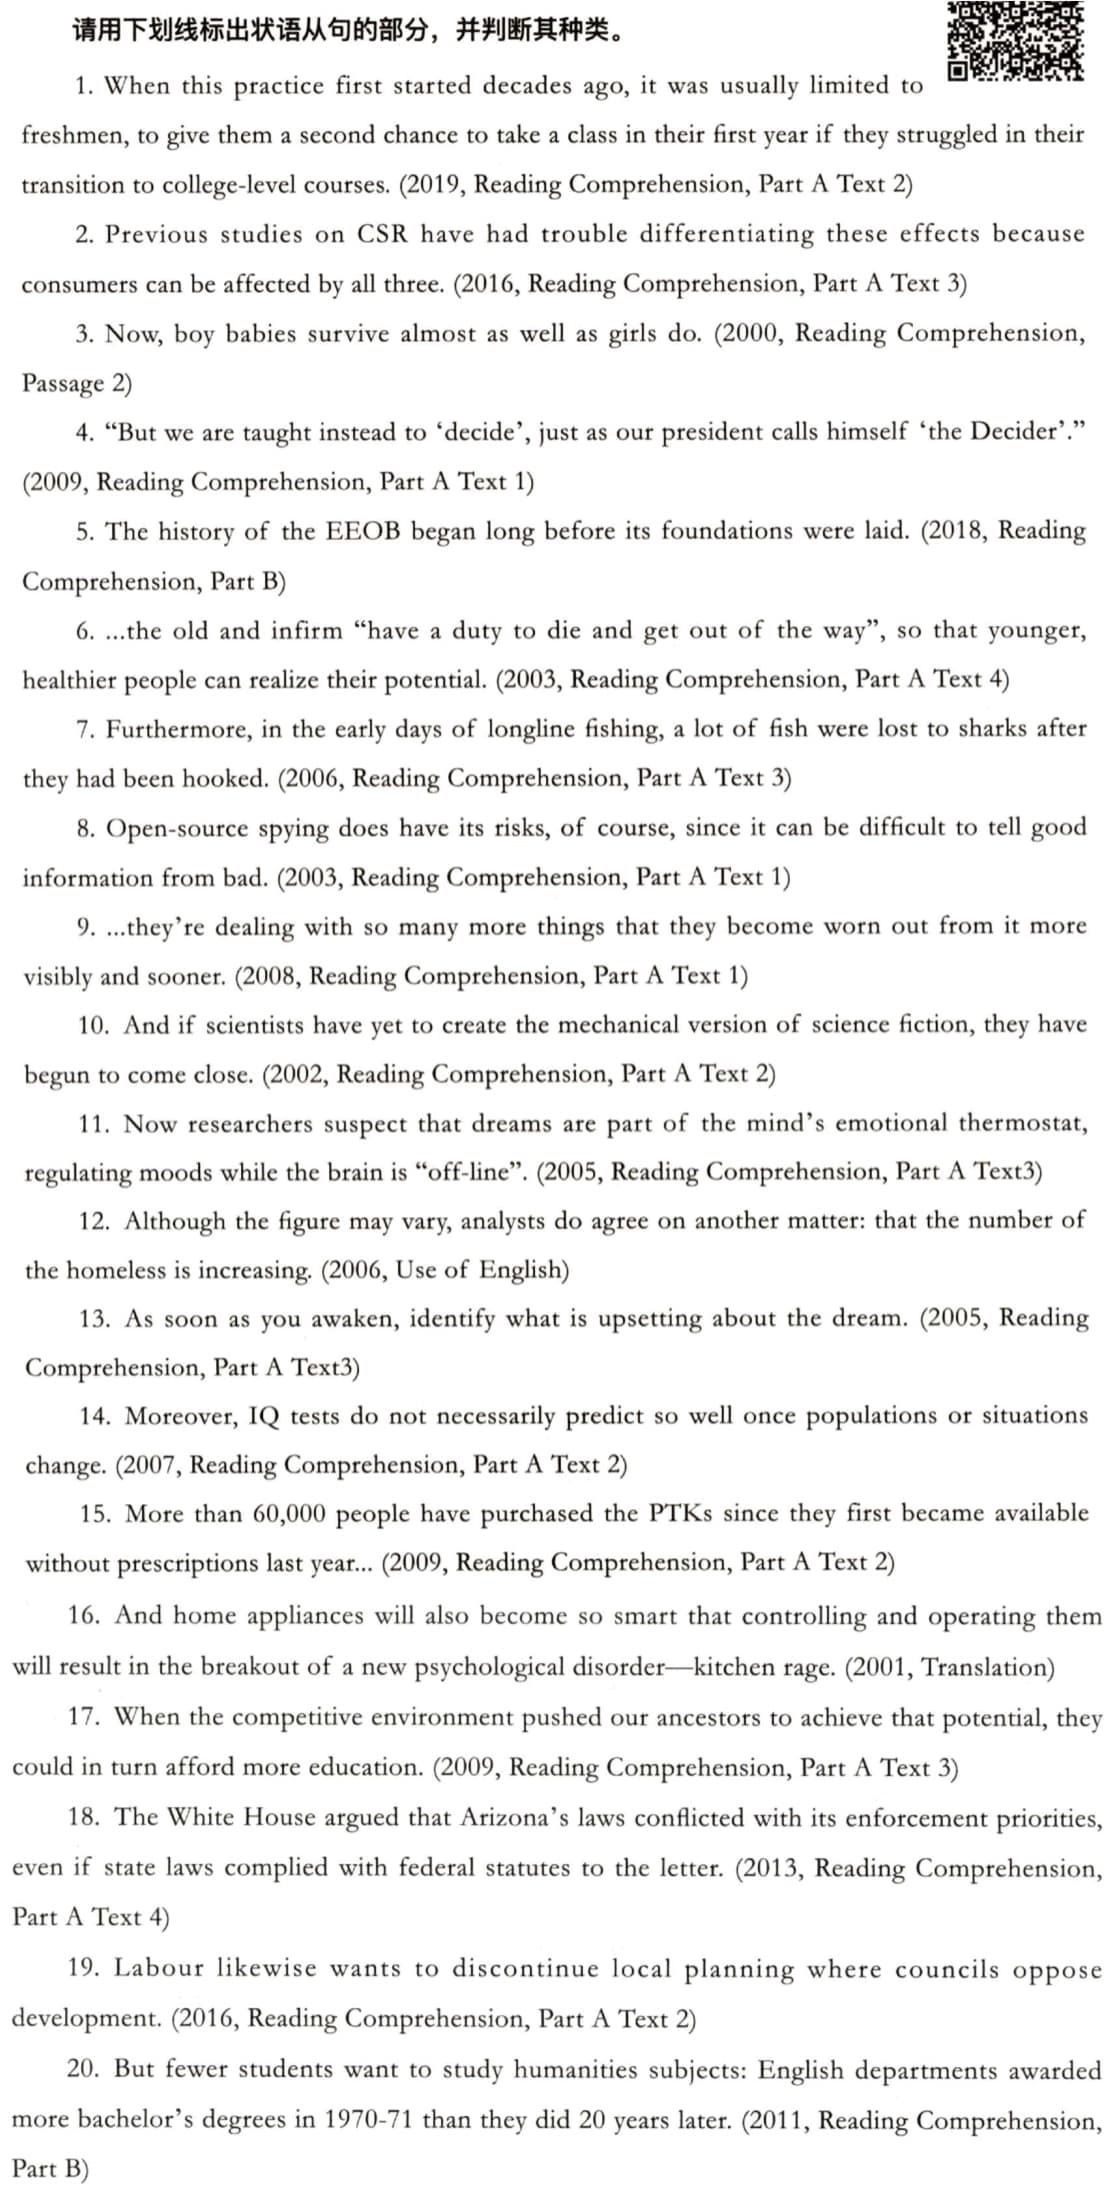 请用下划线标出状语从句的部分，并判断其种类。
1. When this practice first started decades ago, it was usually limited to
freshmen, to give them a second chance to take a class in their first year if they struggled in their
transition to college-level courses. (2019, Reading Comprehension, Part A Text 2)
2. Previous studies on CSR have had trouble differentiating these effects because
consumers can be affected by all three. (2016, Reading Comprehension, Part A Text 3)
3. Now, boy babies survive almost as well as girls do. (2000, Reading Comprehension,
Passage 2)
4. “But we are taught instead to ‘decide’, just as our president calls himself ‘the Decider’.”
(2009, Reading Comprehension, Part A Text 1)
5. The history of the EEOB began long before its foundations were laid. (2018, Reading
Comprehension, Part B)
6. ...the old and infirm “have a duty to die and get out of the way”, so that younger,
healthier people can realize their potential. (2003, Reading Comprehension, Part A Text 4)
7. Furthermore, in the early days of longline fishing, a lot of fish were lost to sharks after
they had been hooked. (2006, Reading Comprehension, Part A Text 3)
8. Open-source spying does have its risks, of course, since it can be difficult to tell good
information from bad. (2003, Reading Comprehension, Part A Text 1)
9. ...they’re dealing with so many more things that they become worn out from it more
visibly and sooner. (2008, Reading Comprehension, Part A Text 1)
10. And if scientists have yet to create the mechanical version of science fiction, they have
begun to come close. (2002, Reading Comprehension, Part A Text 2)
11. Now researchers suspect that dreams are part of the mind’s emotional thermostat,
regulating moods while the brain is “off-line”. (2005, Reading Comprehension, Part A Text3)
12. Although the figure may vary, analysts do agree on another matter: that the number of
the homeless is increasing. (2006, Use of English)
13. As soon as you awaken, identify what is upsetting about the dream. (2005, Reading
Comprehension, Part A Text3)
14. Moreover, IQ tests do not necessarily predict so well once populations or situations
change. (2007, Reading Comprehension, Part A Text 2)
15. More than 60,000 people have purchased the PTKs since they first became available
without prescriptions last year... (2009, Reading Comprehension, Part A Text 2)
16. And home appliances will also become so smart that controlling and operating them
will result in the breakout of a new psychological disorder—kitchen rage. (2001, Translation)
17. When the competitive environment pushed our ancestors to achieve that potential, they
could in turn afford more education. (2009, Reading Comprehension, Part A Text 3)
18. The White House argued that Arizona’s laws conflicted with its enforcement priorities,
even if state laws complied with federal statutes to the letter. (2013, Reading Comprehension,
Part A Text 4)
19. Labour likewise wants to discontinue local planning where councils oppose
development. (2016, Reading Comprehension, Part A Text 2)
20. But fewer students want to study humanities subjects: English departments awarded
more bachelor’s degrees in 1970-71 than they did 20 years later. (2011, Reading Comprehension,
Part B)